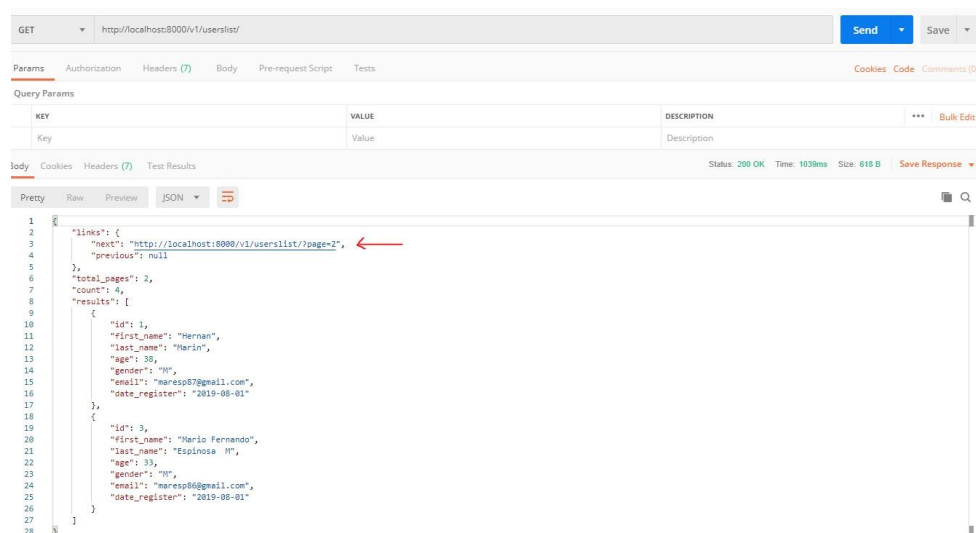 GET http://localhost:8000/v1/userslist/ Send Save
Params Authorization Headers (7) Body Pre-request Script Tests Cookies Code Comments (0
Query Params
KEY VALUE DESCRIPTION ••• Bulk Edit
Key Value Description
Body Cookies Headers (7) Test Results Status: 200 OK Time: 1039ms Size: 618 B Save Response
Pretty Raw Preview JSON
1 {
2 "links": {
3 "next": "http://localhost:8000/v1/userslist/?page=2",
4 "previous": null
5 },
6 "total_pages": 2,
7 "count": 4,
8 "results": [
9 {
10 "id": 1,
11 "first_name": "Hernan",
12 "last_name": "Marin",
13 "age": 38,
14 "gender": "M",
15 "email": "maresp87@gmail.com",
16 "date_register": "2019-08-01"
17 },
18 {
19 "id": 3,
20 "first_name": "Mario Fernando",
21 "last_name": "Espinosa  M",
22 "age": 33,
23 "gender": "M",
24 "email": "maresp86@gmail.com",
25 "date_register": "2019-08-01"
26 }
27 ]
28 }